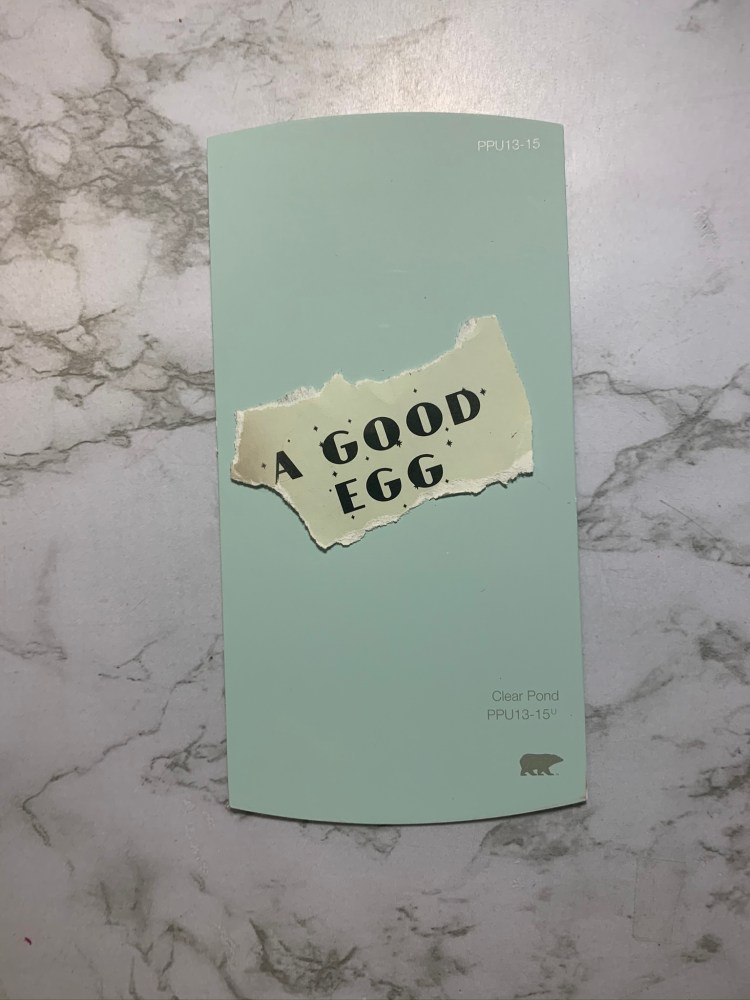 PPU13-15
A GOOD
EGG
Clear Pond
PPU13-15ᵁ